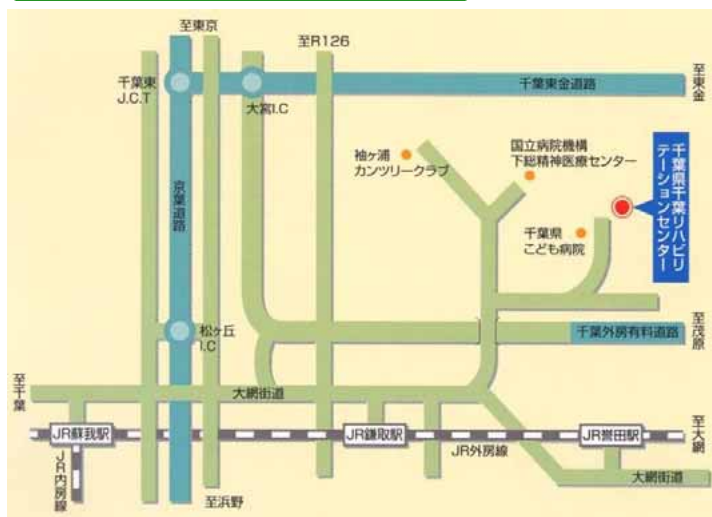 至東京
至R126
千葉東
J.C.T
大宮I.C
千葉東金道路
至東金
袖ヶ浦
カンツリークラブ
国立病院機構
下総精神医療センター
千葉県千葉リハビリ
テーションセンター
京葉道路
千葉県
こども病院
松ヶ丘
I.C
千葉外房有料道路
至茂原
至千葉
大網街道
JR蘇我駅
JR鎌取駅
JR誉田駅
至大網
JR内房線
JR外房線
至浜野
大網街道